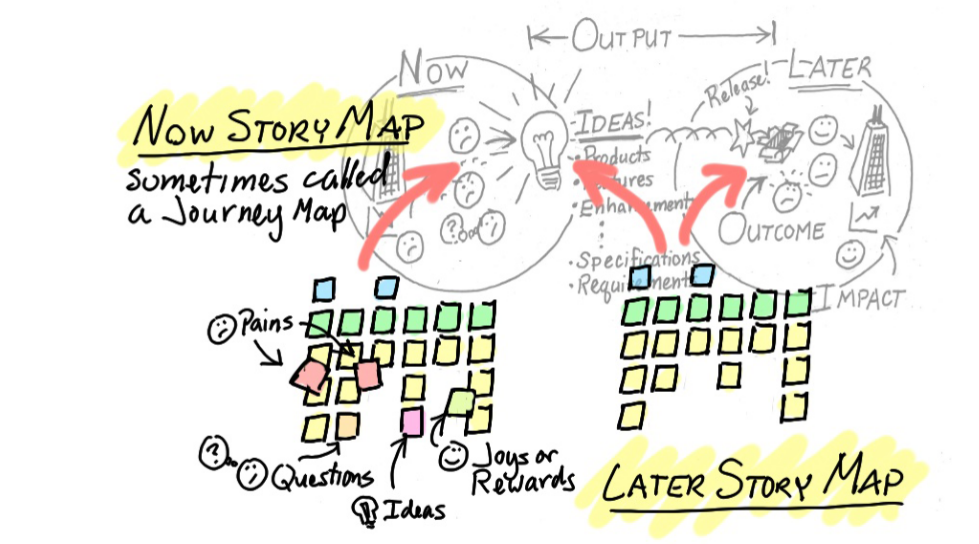 OUTPUT
NOW
LATER
Release!
NOW STORY MAP
sometimes called
a Journey Map
IDEAS!
• Products
• Features
• Enhancements
• Specifications
• Requirements
OUTCOME
IMPACT
Pains
Questions
Ideas
Joys or
Rewards
LATER STORY MAP